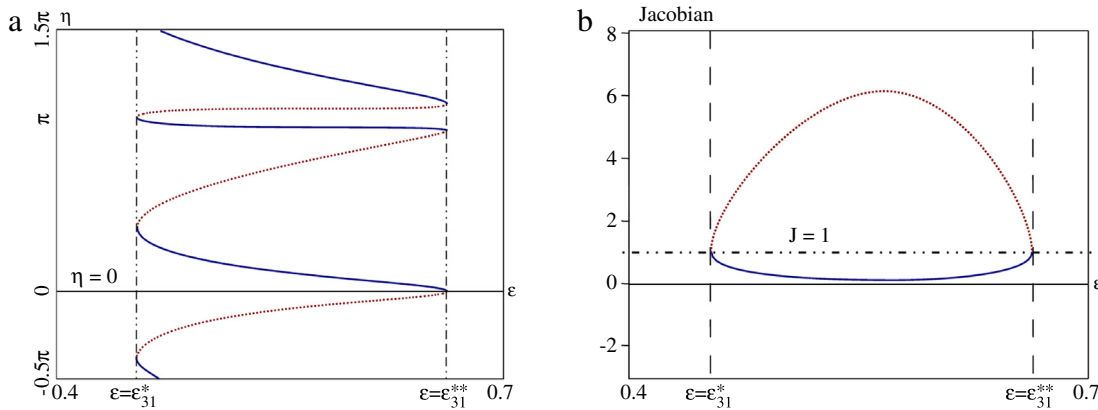 a
η
1.5π
π
η = 0
0
ε
-0.5π
0.4
ε=ε*31
ε=ε**31
0.7
b
Jacobian
8
6
4
2
J = 1
0
ε
-2
0.4
ε=ε*31
ε=ε**31
0.7